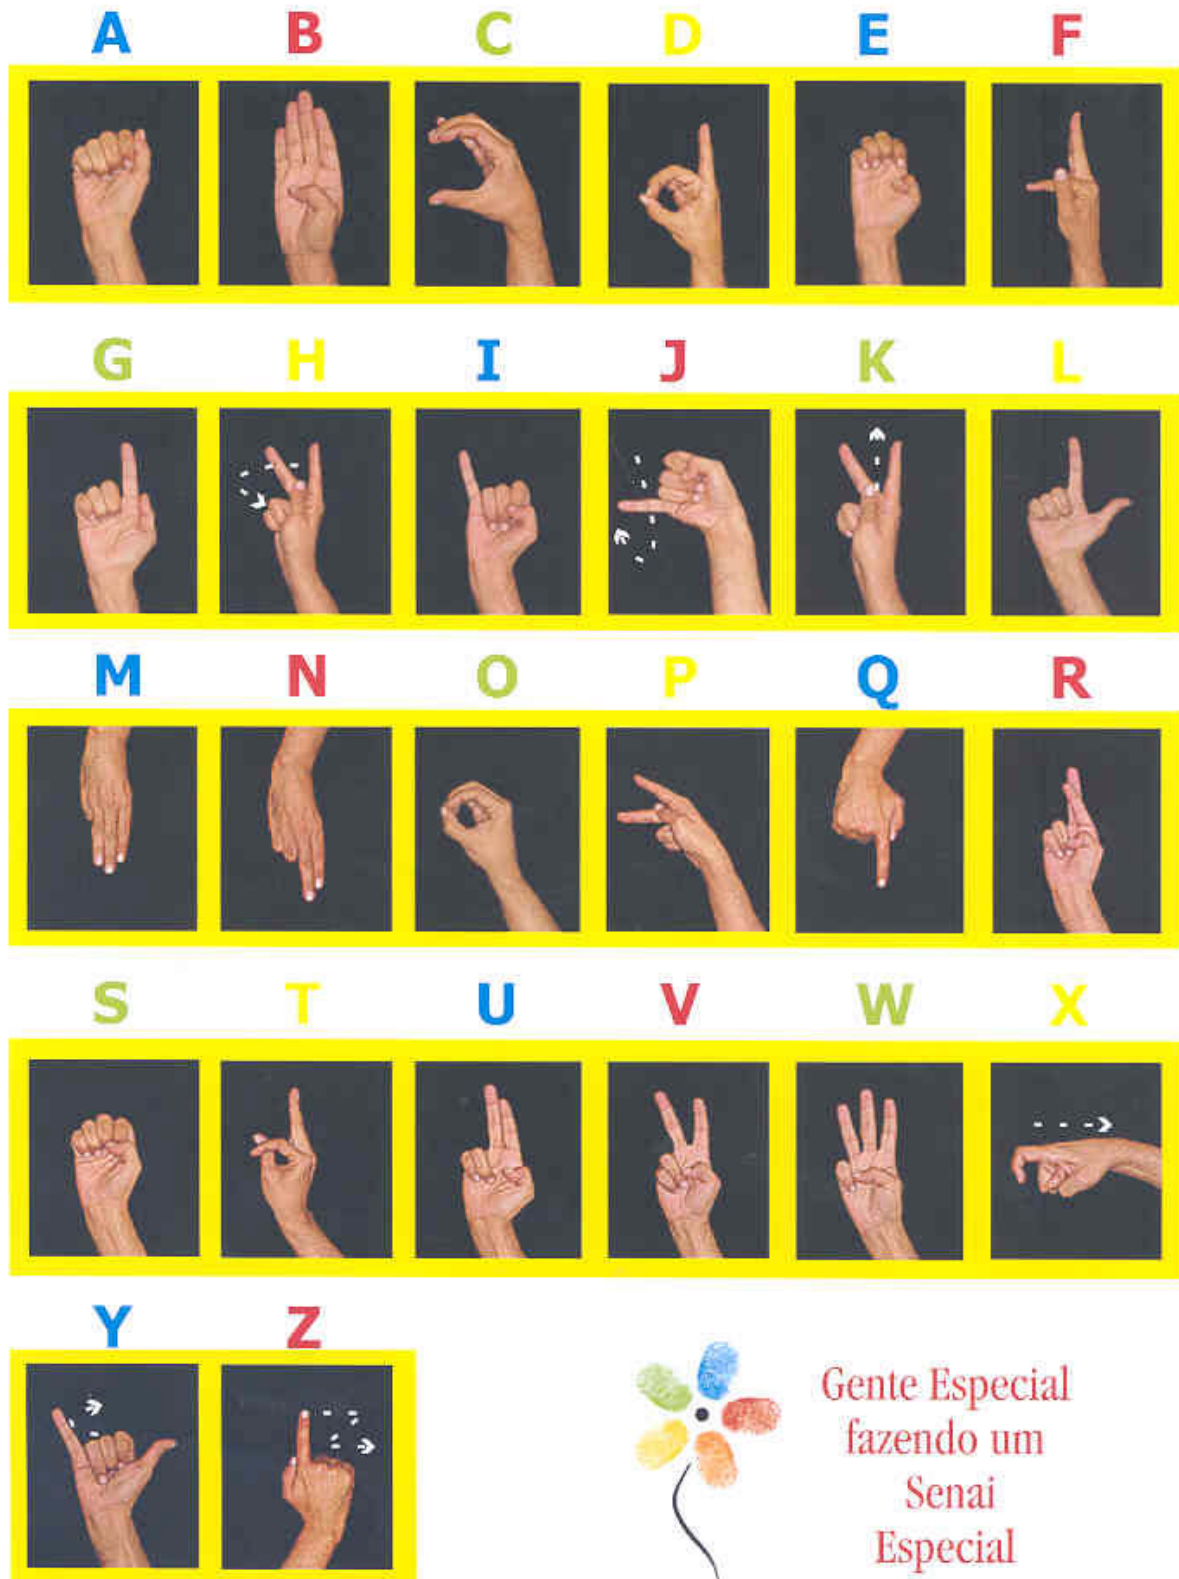 A B C D E F
G H I J K L
M N O P Q R
S T U V W X
Y Z
Gente Especial
fazendo um
Senai
Especial